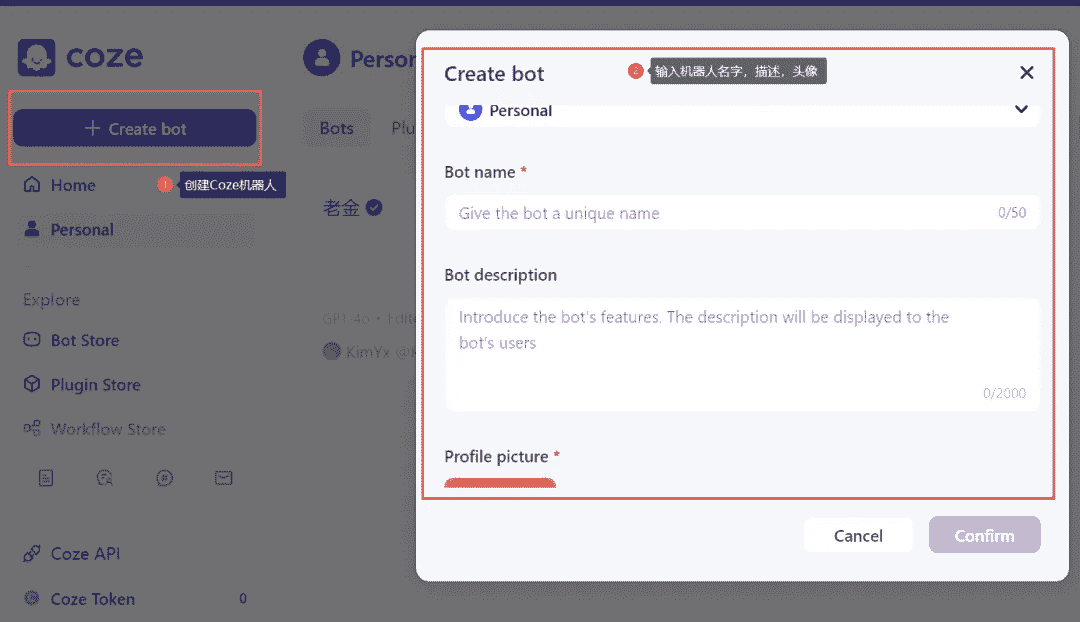 coze
Create bot
创建Coze机器人
Home
Personal
Explore
Bot Store
Plugin Store
Workflow Store
Coze API
Coze Token 0
Bots
老金
KimYx
Create bot
输入机器人名字，描述，头像
Personal
Bot name *
Give the bot a unique name 0/50
Bot description
Introduce the bot's features. The description will be displayed to the
bot's users
0/2000
Profile picture *
Cancel Confirm